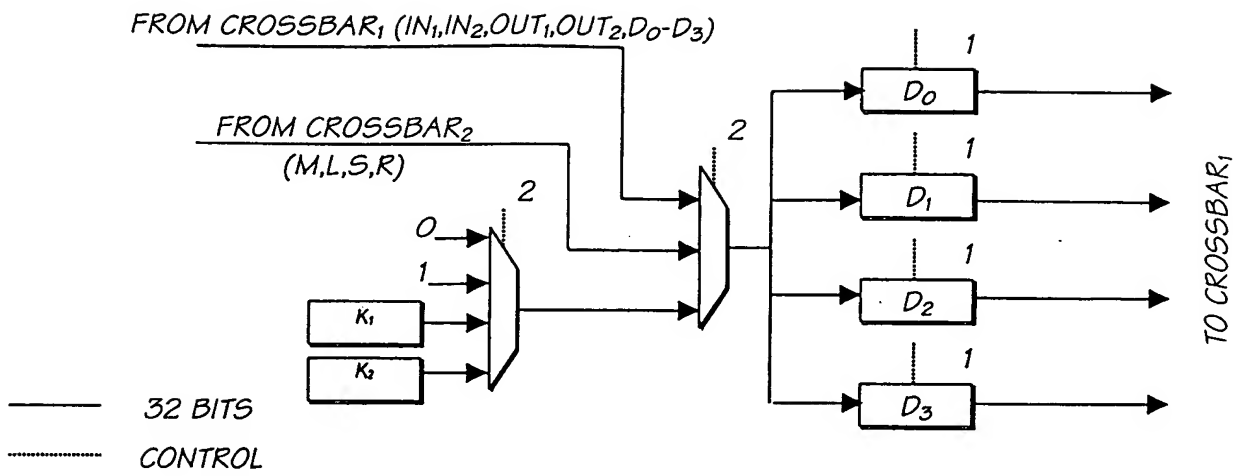 FROM CROSSBAR₁ (IN₁,IN₂,OUT₁,OUT₂,D₀-D₃)
1
D₀
FROM CROSSBAR₂
(M,L,S,R)
2
1
D₁
2
0
1
K₁
K₂
1
D₂
1
D₃
TO CROSSBAR₁
32 BITS
CONTROL